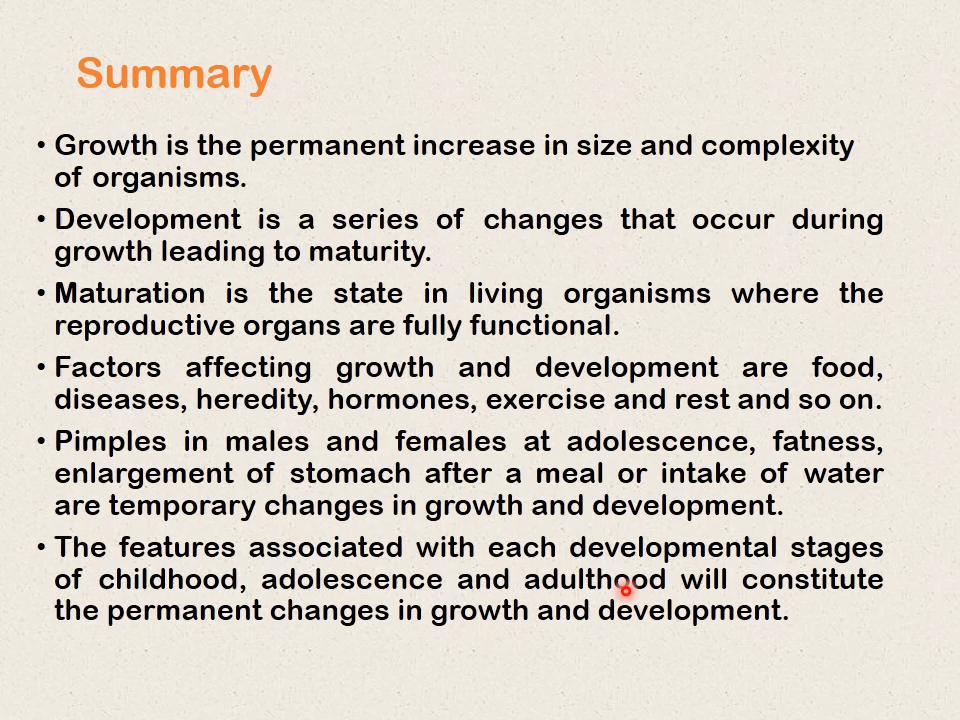 Summary
• Growth is the permanent increase in size and complexity
of organisms.
• Development is a series of changes that occur during
growth leading to maturity.
• Maturation is the state in living organisms where the
reproductive organs are fully functional.
• Factors affecting growth and development are food,
diseases, heredity, hormones, exercise and rest and so on.
• Pimples in males and females at adolescence, fatness,
enlargement of stomach after a meal or intake of water
are temporary changes in growth and development.
• The features associated with each developmental stages
of childhood, adolescence and adulthood will constitute
the permanent changes in growth and development.